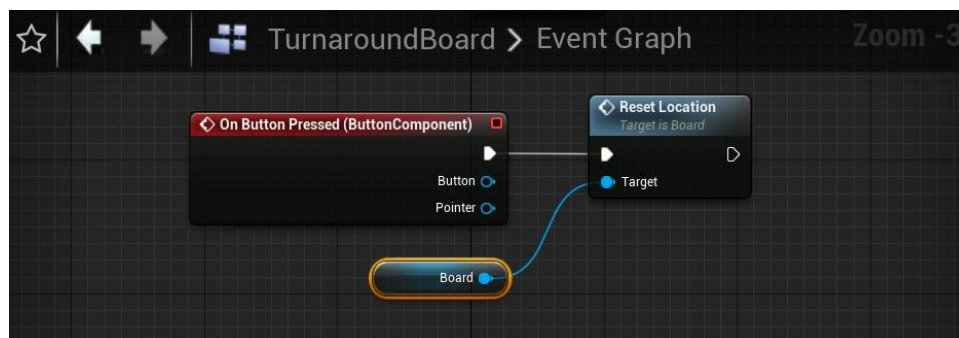 TurnaroundBoard > Event Graph
Zoom -3
On Button Pressed (ButtonComponent)
Button
Pointer
Reset Location
Target is Board
Target
Board